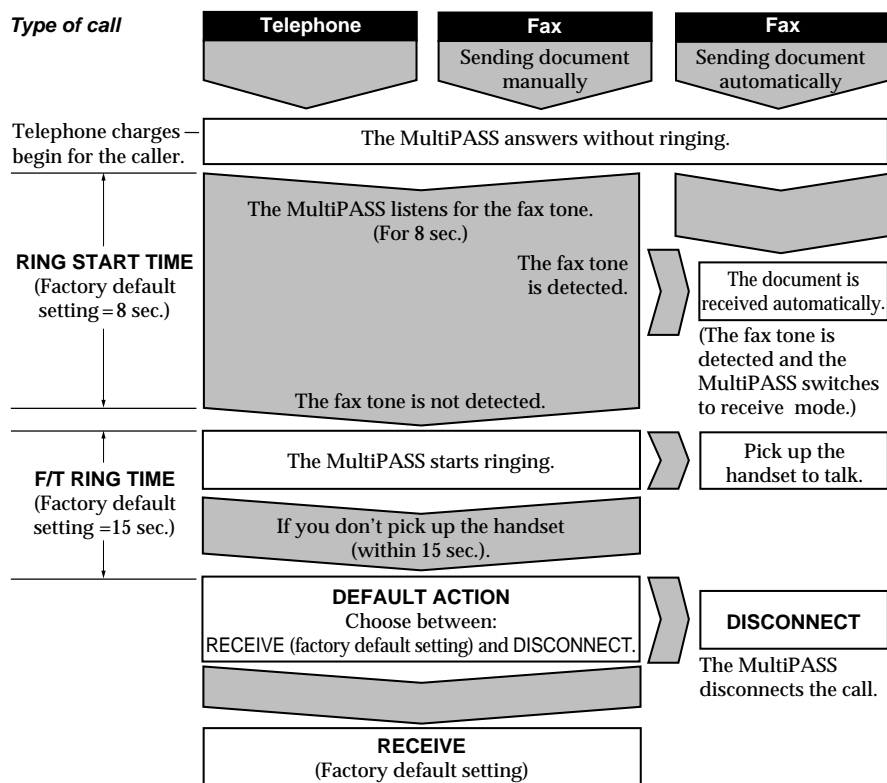 Type of call
Telephone
Fax
Fax
Sending document
manually
Sending document
automatically
Telephone charges
begin for the caller.
The MultiPASS answers without ringing.
RING START TIME
(Factory default
setting=8 sec.)
The MultiPASS listens for the fax tone.
(For 8 sec.)
The fax tone
is detected.
The document is
received automatically.
(The fax tone is
detected and the
MultiPASS switches
to receive mode.)
The fax tone is not detected.
F/T RING TIME
(Factory default
setting =15 sec.)
The MultiPASS starts ringing.
Pick up the
handset to talk.
If you don't pick up the handset
(within 15 sec.).
DEFAULT ACTION
Choose between:
RECEIVE (factory default setting) and DISCONNECT.
DISCONNECT
The MultiPASS
disconnects the call.
RECEIVE
(Factory default setting)